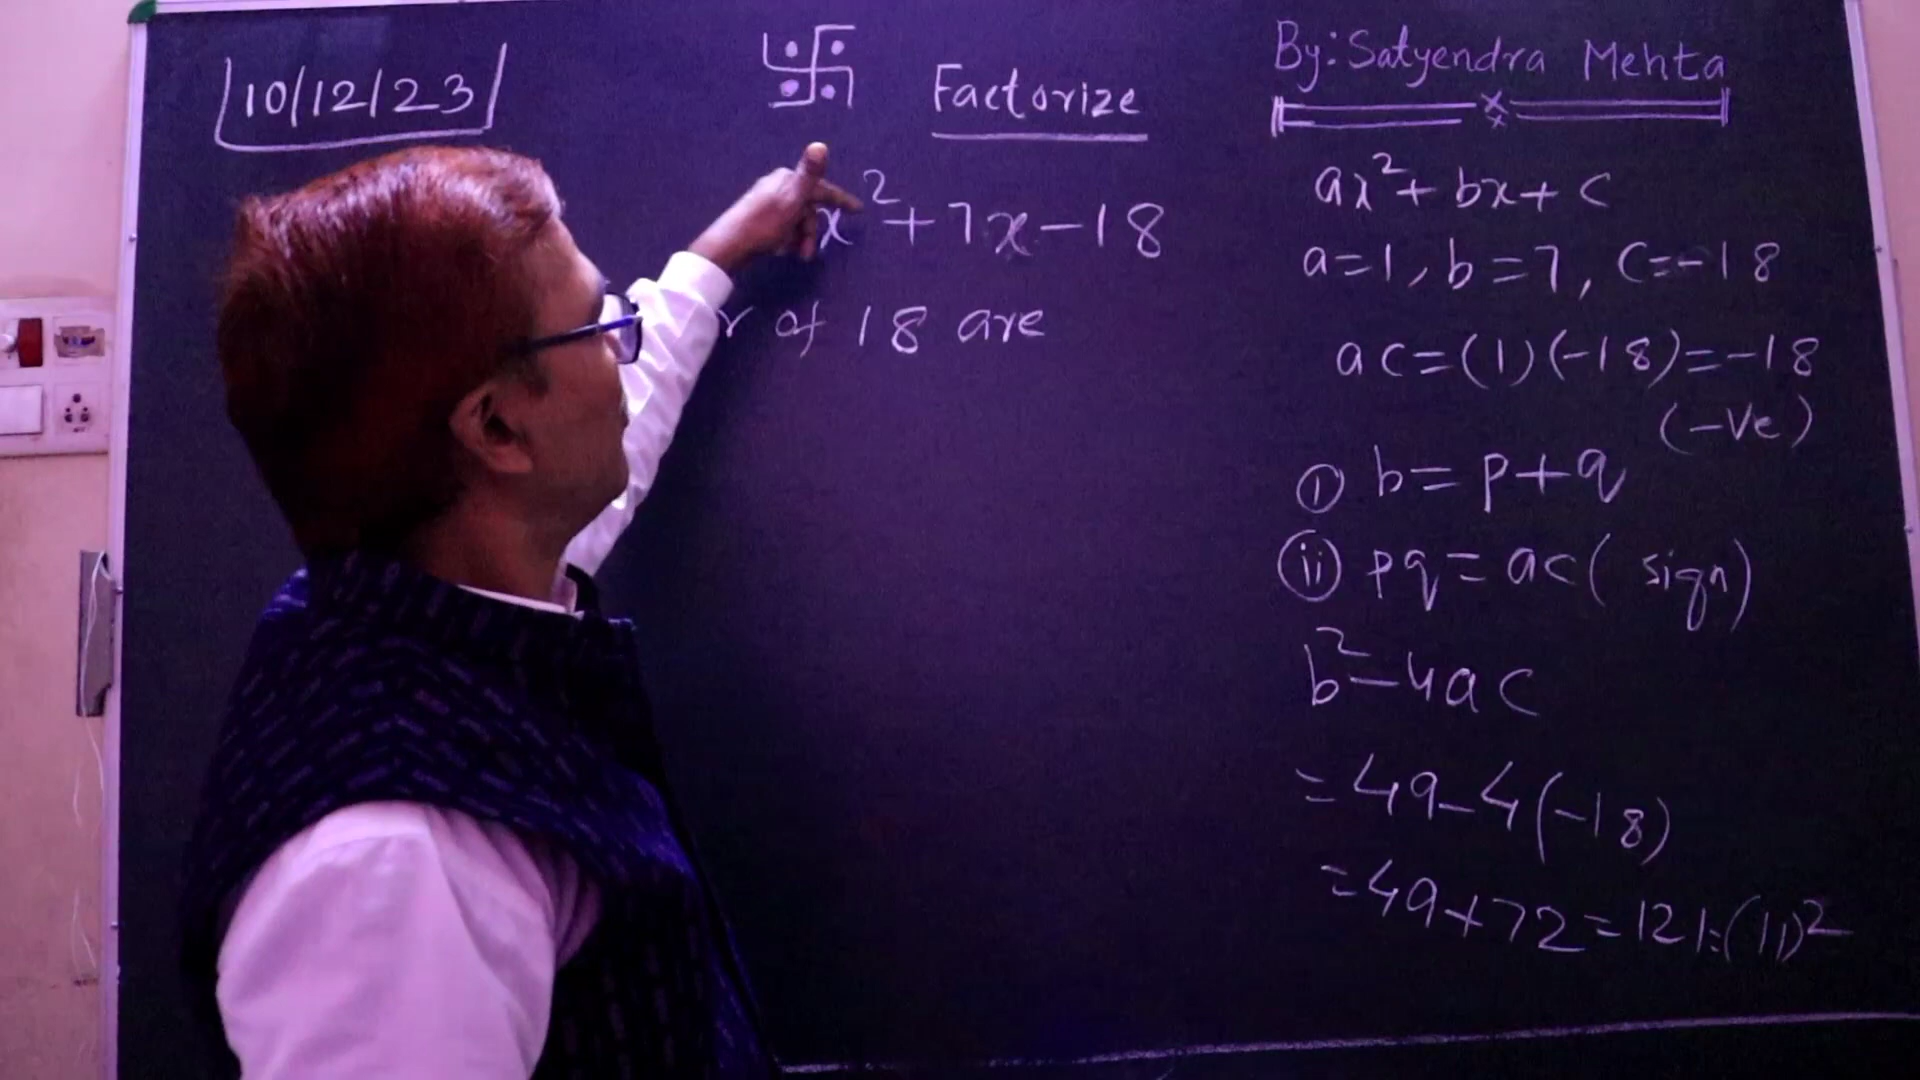 10/12/23
Factorize
x²+7x-18
r of 18 are
By: Satyendra Mehta
ax²+bx+c
a=1, b=7, c=-18
ac=(1)(-18)=-18
(-ve)
(i) b=p+q
(ii) pq=ac( sign)
b²-4ac
=49-4(-18)
=49+72=121=(11)²